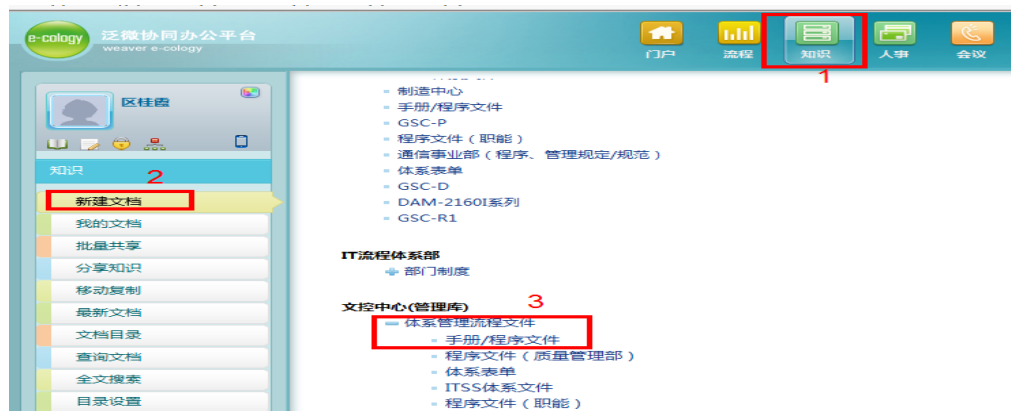 e-cology 泛微协同办公平台
weaver e-cology
门户 流程 知识 人事 会议
1
区桂霞
知识
2
新建文档
我的文档
批量共享
分享知识
移动复制
最新文档
文档目录
查询文档
全文搜索
目录设置
制造中心
手册/程序文件
GSC-P
程序文件（职能）
通信事业部（程序、管理规定/规范）
体系表单
GSC-D
DAM-2160I系列
GSC-R1
IT流程体系部
部门制度
文控中心(管理库)
3
体系管理流程文件
手册/程序文件
程序文件（质量管理部）
体系表单
ITSS体系文件
程序文件（职能）